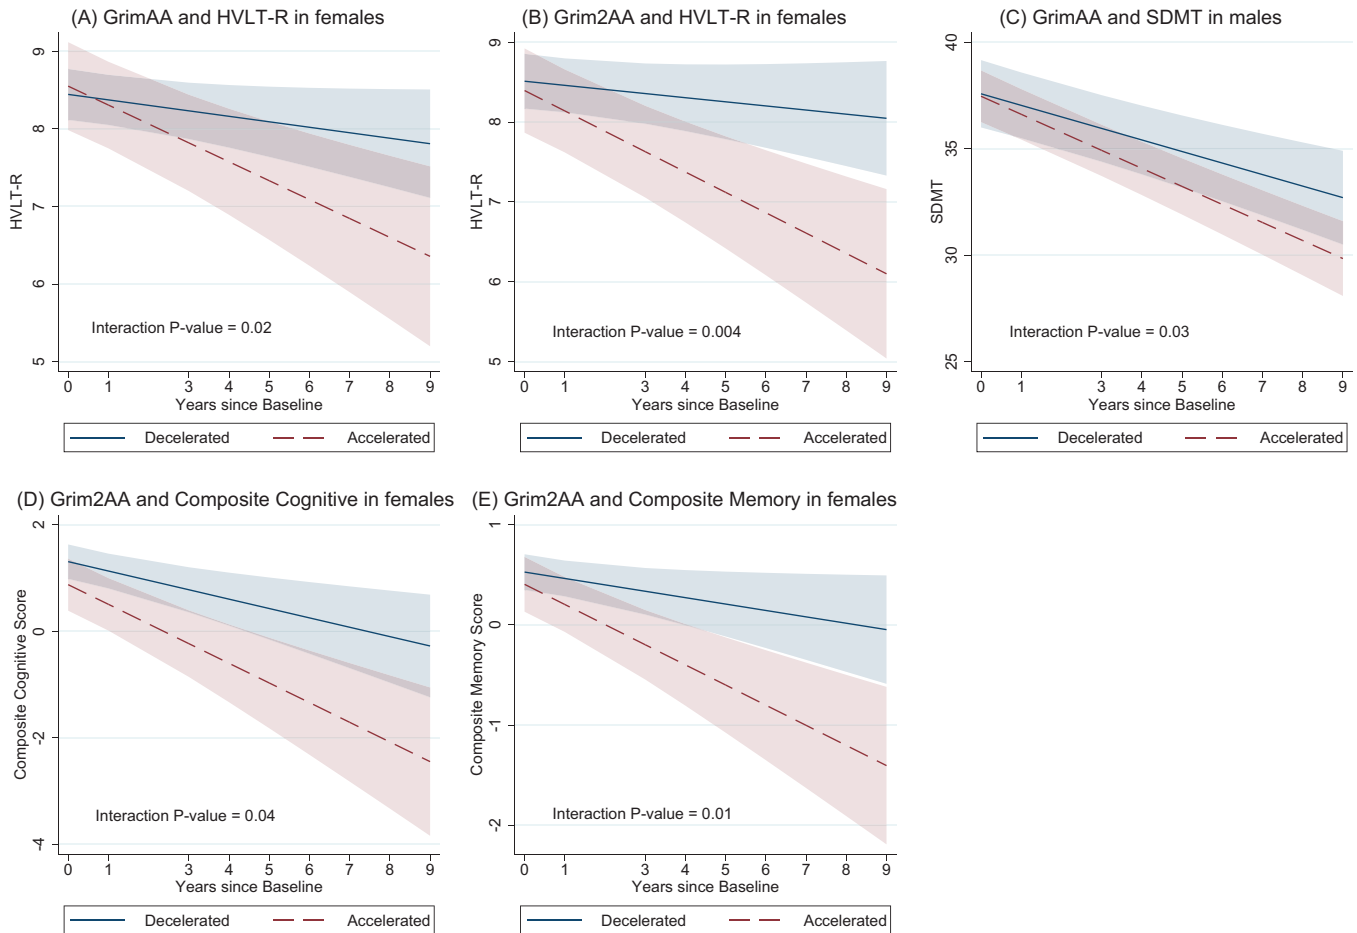 (A) GrimAA and HVLT-R in females
HVLT-R
9
8
7
6
5
Interaction P-value = 0.02
0 1 3 4 5 6 7 8 9
Years since Baseline
Decelerated Accelerated
(B) Grim2AA and HVLT-R in females
HVLT-R
9
8
7
6
5
Interaction P-value = 0.004
0 1 3 4 5 6 7 8 9
Years since Baseline
Decelerated Accelerated
(C) GrimAA and SDMT in males
SDMT
40
35
30
25
Interaction P-value = 0.03
0 1 3 4 5 6 7 8 9
Years since Baseline
Decelerated Accelerated
(D) Grim2AA and Composite Cognitive in females
Composite Cognitive Score
2
0
-2
-4
Interaction P-value = 0.04
0 1 3 4 5 6 7 8 9
Years since Baseline
Decelerated Accelerated
(E) Grim2AA and Composite Memory in females
Composite Memory Score
1
0
-1
-2
Interaction P-value = 0.01
0 1 3 4 5 6 7 8 9
Years since Baseline
Decelerated Accelerated